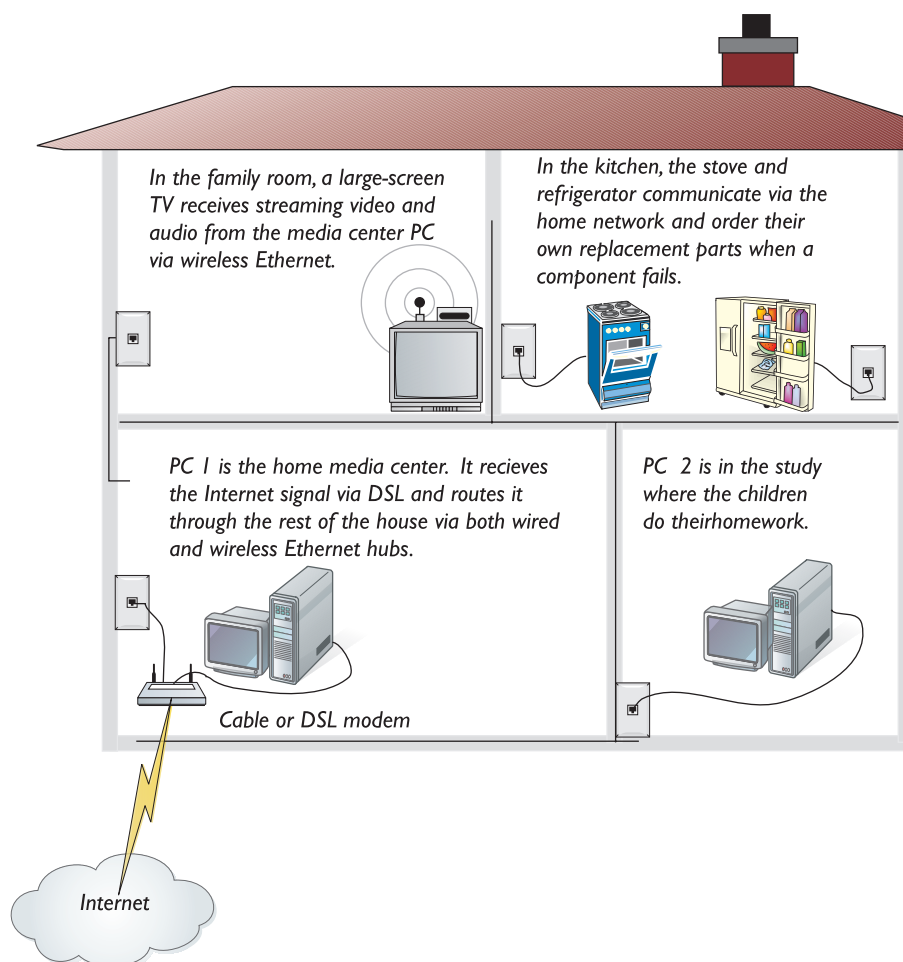 In the family room, a large-screen
TV receives streaming video and
audio from the media center PC
via wireless Ethernet.
In the kitchen, the stove and
refrigerator communicate via the
home network and order their
own replacement parts when a
component fails.
PC 1 is the home media center.  It recieves
the Internet signal via DSL and routes it
through the rest of the house via both wired
and wireless Ethernet hubs.
PC  2 is in the study
where the children
do theirhomework.
Cable or DSL modem
Internet